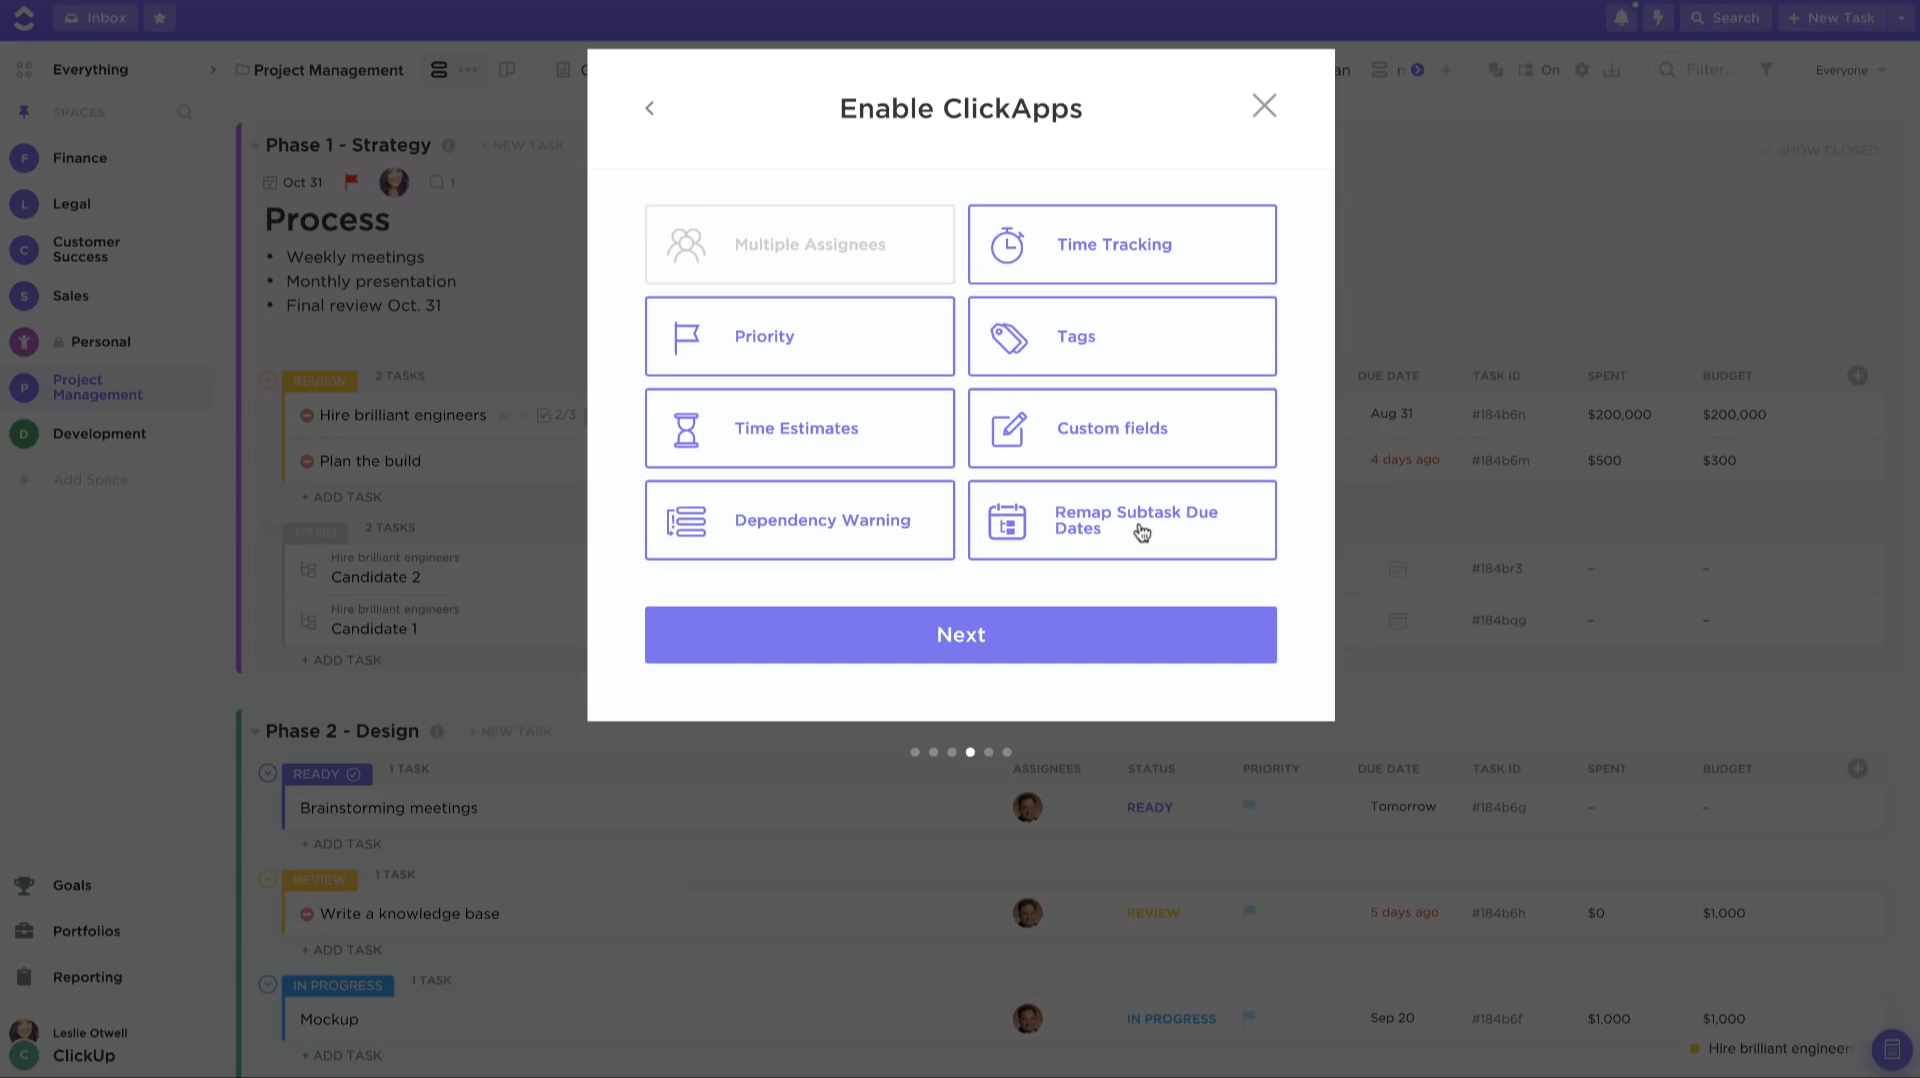 Inbox
Search
+ New Task
Everything
Project Management
On
Filter...
Everyone
SPACES
F Finance
L Legal
C Customer
Success
S Sales
Personal
P Project
Management
D Development
+ Add Space
Goals
Portfolios
Reporting
Leslie Otwell
C ClickUp
Phase 1 - Strategy
+ NEW TASK
SHOW CLOSED
Oct 31
1
Process
• Weekly meetings
• Monthly presentation
• Final review Oct. 31
REVIEW 2 TASKS
DUE DATE TASK ID SPENT BUDGET
Hire brilliant engineers 2/3
Aug 31 #184b6n $200,000 $200,000
Plan the build
4 days ago #184b6m $500 $300
+ ADD TASK
TO DO 2 TASKS
Hire brilliant engineers
Candidate 2
#184br3 – –
Hire brilliant engineers
Candidate 1
#184bqg – –
+ ADD TASK
Enable ClickApps
Multiple Assignees
Time Tracking
Priority
Tags
Time Estimates
Custom fields
Dependency Warning
Remap Subtask Due
Dates
Next
Phase 2 - Design
+ NEW TASK
READY 1 TASK
ASSIGNEES STATUS PRIORITY DUE DATE TASK ID SPENT BUDGET
Brainstorming meetings READY Tomorrow #184b6g – –
+ ADD TASK
REVIEW 1 TASK
Write a knowledge base REVIEW 5 days ago #184b6h $0 $1,000
+ ADD TASK
IN PROGRESS 1 TASK
Mockup IN PROGRESS Sep 20 #184b6f $1,000 $1,000
+ ADD TASK
Hire brilliant engineer